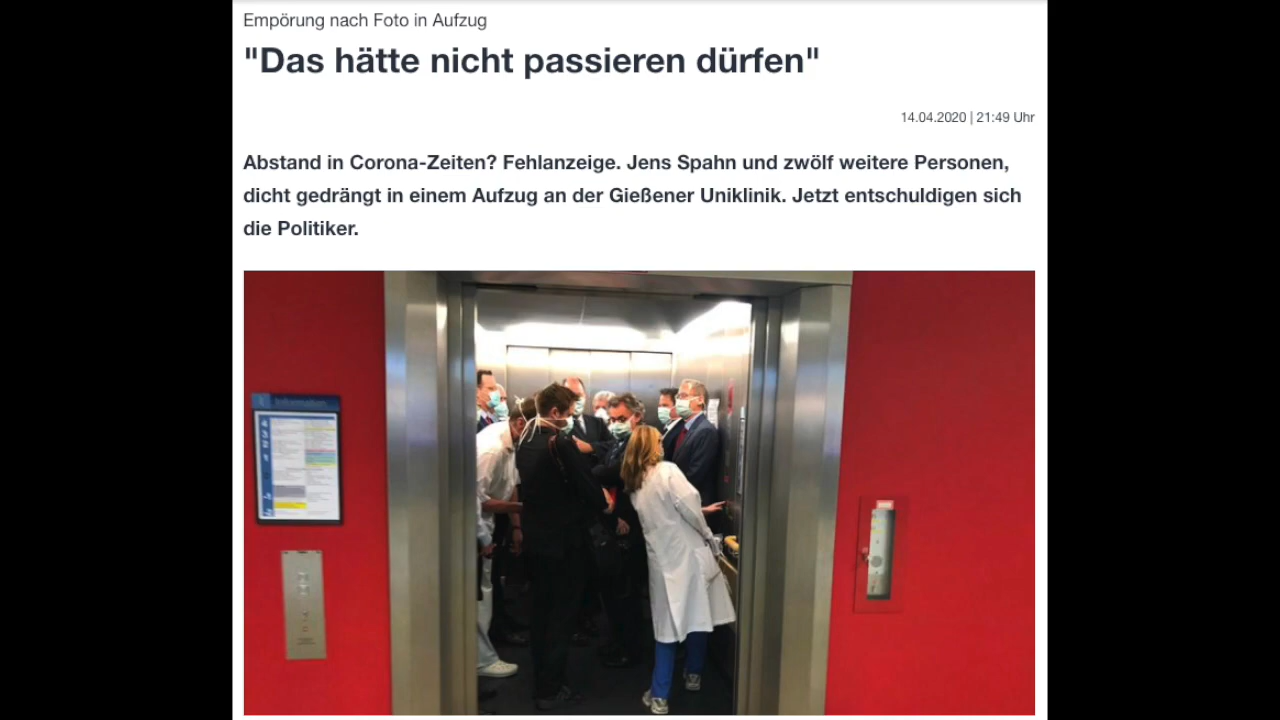 Empörung nach Foto in Aufzug
"Das hätte nicht passieren dürfen"
14.04.2020 | 21:49 Uhr
Abstand in Corona-Zeiten? Fehlanzeige. Jens Spahn und zwölf weitere Personen,
dicht gedrängt in einem Aufzug an der Gießener Uniklinik. Jetzt entschuldigen sich
die Politiker.
Information